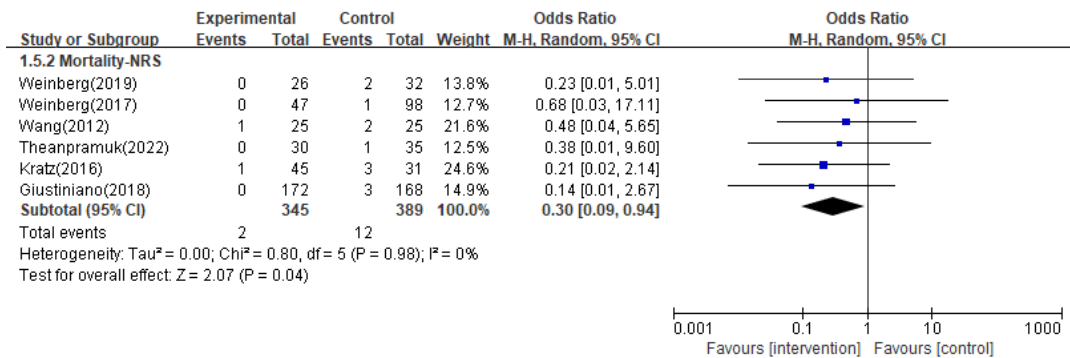 Experimental Control Odds Ratio Odds Ratio
Study or Subgroup Events Total Events Total Weight M-H, Random, 95% CI M-H, Random, 95% CI
1.5.2 Mortality-NRS
Weinberg(2019) 0 26 2 32 13.8% 0.23 [0.01, 5.01]
Weinberg(2017) 0 47 1 98 12.7% 0.68 [0.03, 17.11]
Wang(2012) 1 25 2 25 21.6% 0.48 [0.04, 5.65]
Theanpramuk(2022) 0 30 1 35 12.5% 0.38 [0.01, 9.60]
Kratz(2016) 1 45 3 31 24.6% 0.21 [0.02, 2.14]
Giustiniano(2018) 0 172 3 168 14.9% 0.14 [0.01, 2.67]
Subtotal (95% CI) 345 389 100.0% 0.30 [0.09, 0.94]
Total events 2 12
Heterogeneity: Tau² = 0.00; Chi² = 0.80, df = 5 (P = 0.98); I² = 0%
Test for overall effect: Z = 2.07 (P = 0.04)
0.001 0.1 1 10 1000
Favours [intervention] Favours [control]